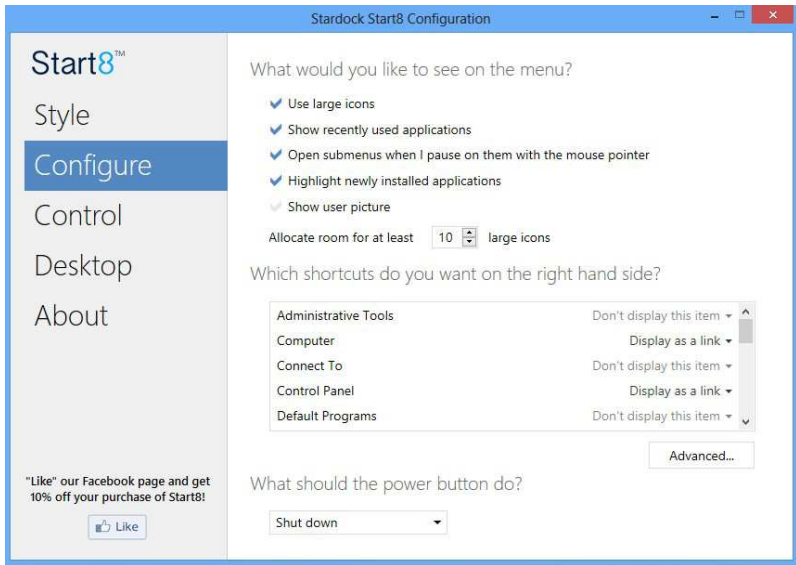 Stardock Start8 Configuration
Start8™
Style
Configure
Control
Desktop
About
"Like" our Facebook page and get
10% off your purchase of Start8!
Like
What would you like to see on the menu?
Use large icons
Show recently used applications
Open submenus when I pause on them with the mouse pointer
Highlight newly installed applications
Show user picture
Allocate room for at least 10 large icons
Which shortcuts do you want on the right hand side?
Administrative Tools Don't display this item
Computer Display as a link
Connect To Don't display this item
Control Panel Display as a link
Default Programs Don't display this item
Advanced...
What should the power button do?
Shut down